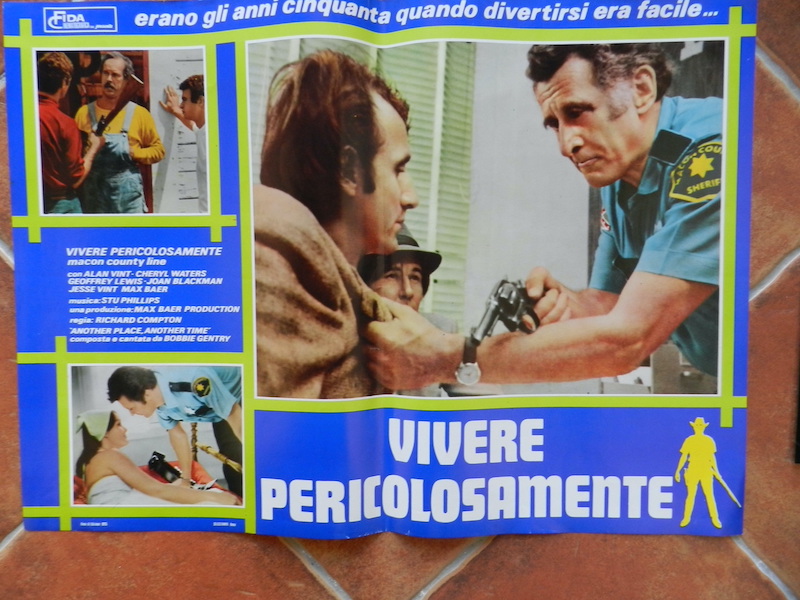 FIDA
erano gli anni cinquanta quando divertirsi era facile...
COUNTY
SHERIFF
VIVERE PERICOLOSAMENTE
macon county line
con ALAN VINT · CHERYL WATERS
GEOFFREY LEWIS · JOAN BLACKMAN
JESSE VINT MAX BAER
musica: STU PHILLIPS
una produzione: MAX BAER PRODUCTION
regia: RICHARD COMPTON
"ANOTHER PLACE, ANOTHER TIME"
composta e cantata da BOBBIE GENTRY
VIVERE
PERICOLOSAMENTE